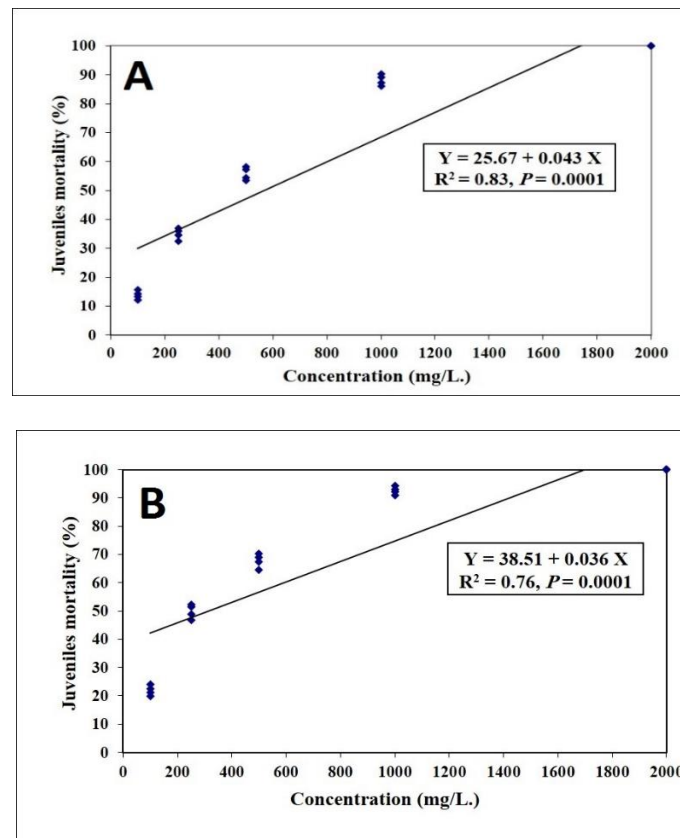 A
Juveniles mortality (%)
100
90
80
70
60
50
40
30
20
10
0
Y = 25.67 + 0.043 X
R² = 0.83, P = 0.0001
0 200 400 600 800 1000 1200 1400 1600 1800 2000
Concentration (mg/L.)
B
Juveniles mortality (%)
100
90
80
70
60
50
40
30
20
10
0
Y = 38.51 + 0.036 X
R² = 0.76, P = 0.0001
0 200 400 600 800 1000 1200 1400 1600 1800 2000
Concentration (mg/L.)